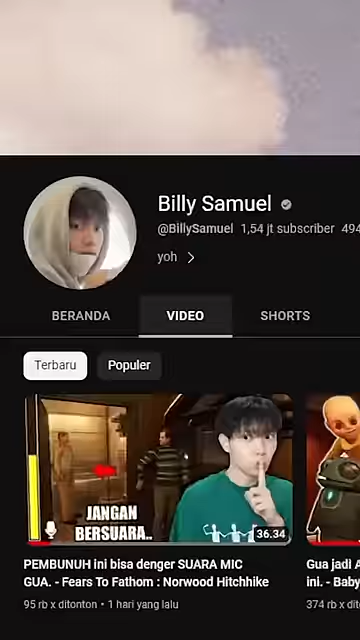 Billy Samuel
@BillySamuel 1,54 jt subscriber 494
yoh
BERANDA VIDEO SHORTS
Terbaru Populer
JANGAN
BERSUARA..
36.34
PEMBUNUH ini bisa denger SUARA MIC
GUA. - Fears To Fathom : Norwood Hitchhike
95 rb x ditonton • 1 hari yang lalu
Gua jadi A
ini. - Baby
374 rb x dit